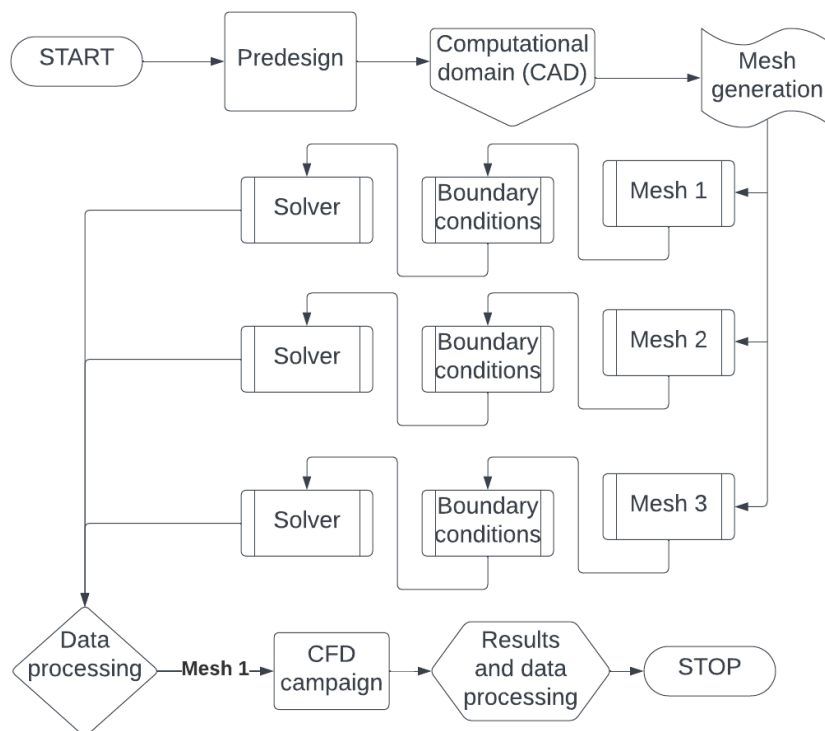 START
Predesign
Computational
domain (CAD)
Mesh
generation
Solver
Boundary
conditions
Mesh 1
Solver
Boundary
conditions
Mesh 2
Solver
Boundary
conditions
Mesh 3
Data
processing
Mesh 1
CFD
campaign
Results
and data
processing
STOP